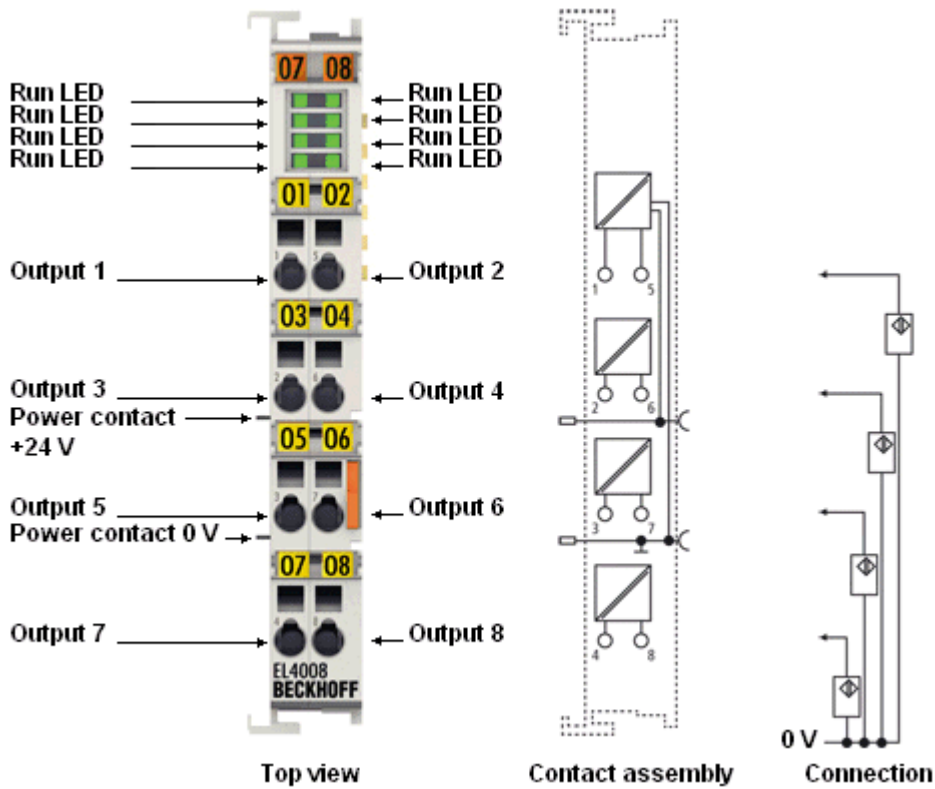 07 08
Run LED Run LED
Run LED Run LED
Run LED Run LED
Run LED Run LED
01 02
Output 1 1 5 Output 2
03 04
Output 3 2 6 Output 4
Power contact
+24 V
05 06
Output 5 3 7 Output 6
Power contact 0 V
07 08
Output 7 4 8 Output 8
EL4008
BECKHOFF
Top view
1 5
2 6
3 7
4 8
Contact assembly
0 V
Connection